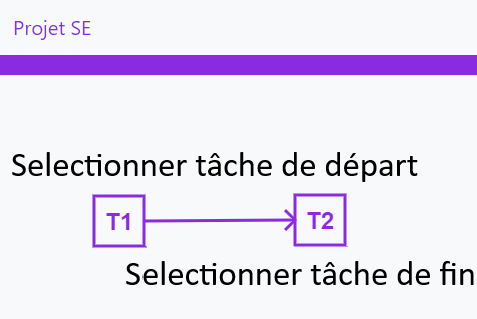 Projet SE
Selectionner tâche de départ
T1
T2
Selectionner tâche de fin